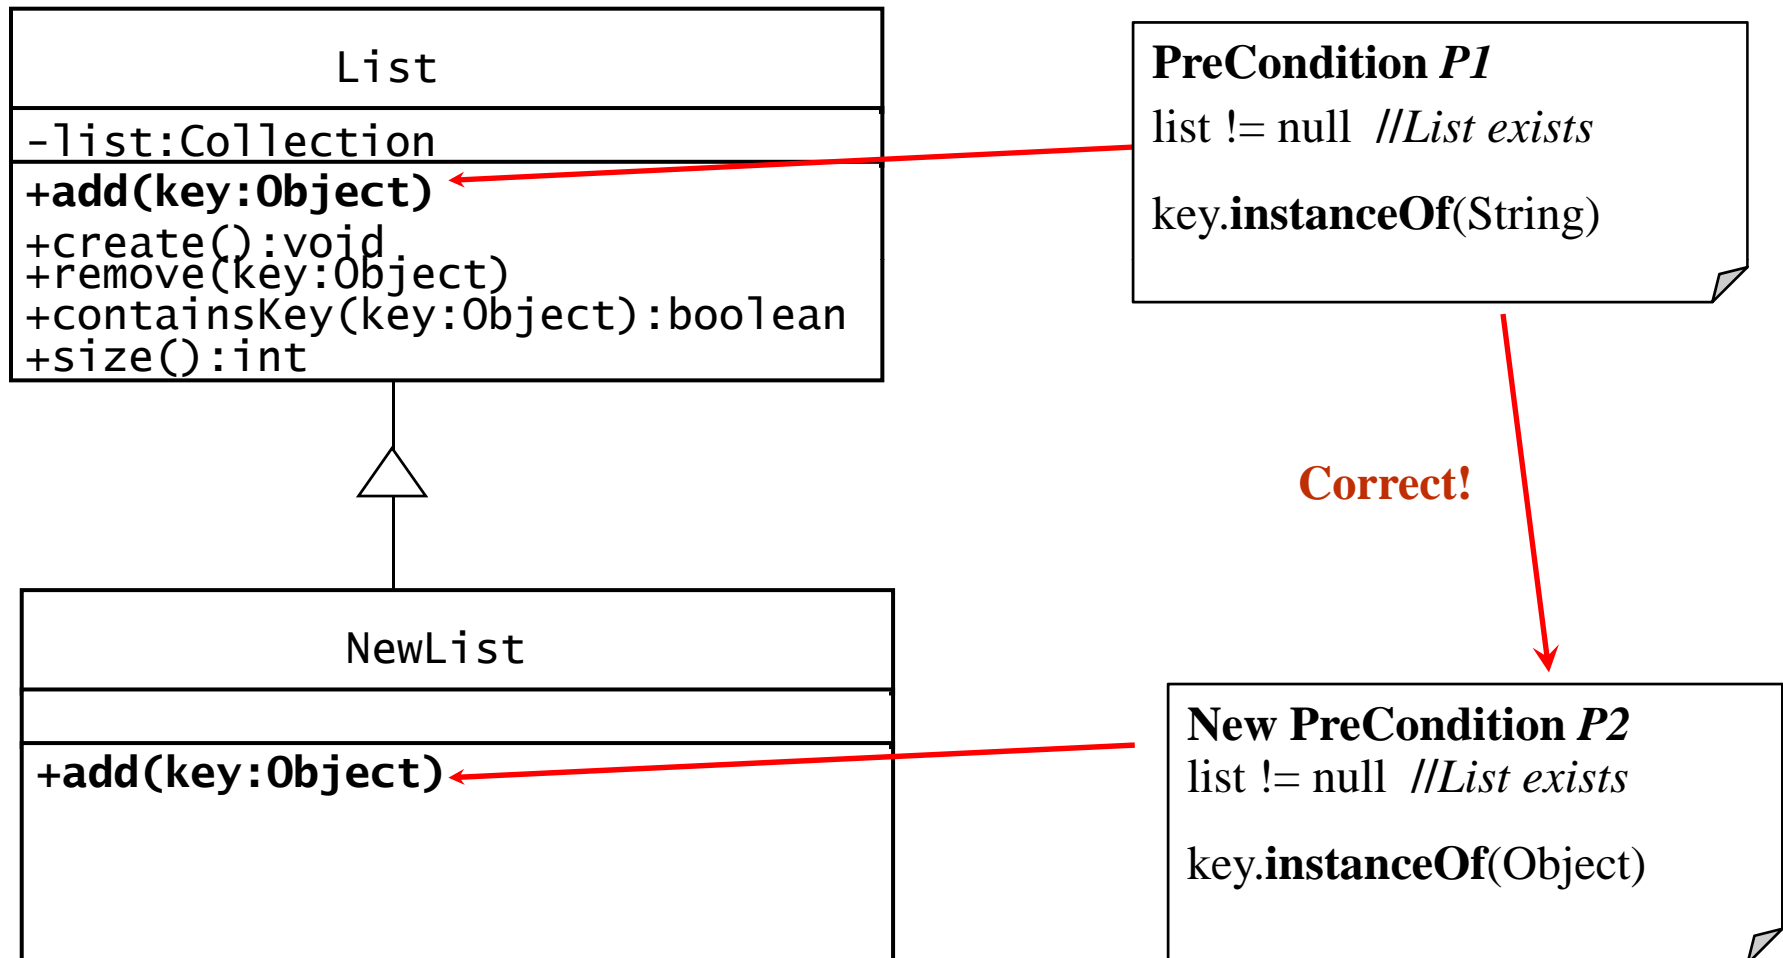 List
-list:Collection
+add(key:Object)
+create():void
+remove(key:Object)
+containsKey(key:Object):boolean
+size():int
PreCondition P1
list != null //List exists
key.instanceOf(String)
Correct!
NewList
+add(key:Object)
New PreCondition P2
list != null //List exists
key.instanceOf(Object)